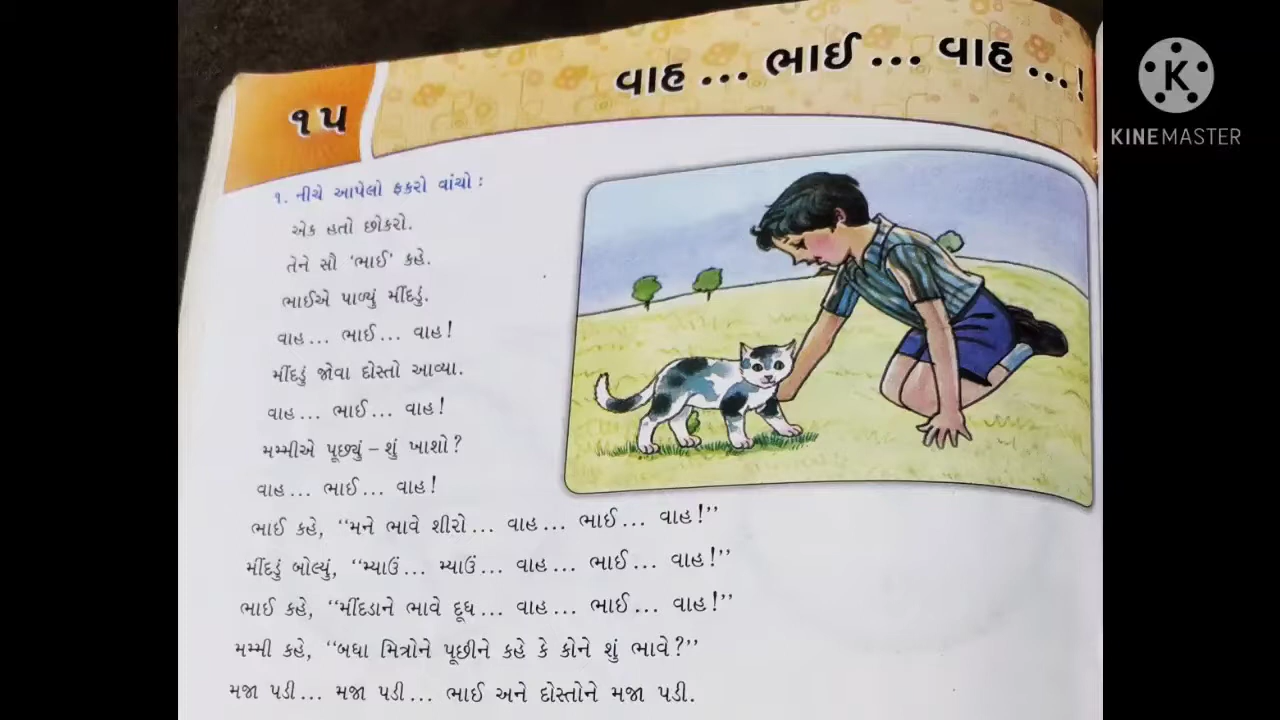 વાહ ... ભાઈ ... વાહ ...!
૧૫
૧. નીચે આપેલો ફકરો વાંચો :
એક હતો છોકરો.
તેને સૌ 'ભાઈ' કહે.
ભાઈએ પાળ્યું મીંદડું.
વાહ... ભાઈ... વાહ!
મીંદડું જોવા દોસ્તો આવ્યા.
વાહ... ભાઈ... વાહ!
મમ્મીએ પૂછ્યું – શું ખાશો?
વાહ... ભાઈ... વાહ!
ભાઈ કહે, “મને ભાવે શીરો... વાહ... ભાઈ... વાહ!”
મીંદડું બોલ્યું, “મ્યાઉં... મ્યાઉં... વાહ... ભાઈ... વાહ!”
ભાઈ કહે, “મીંદડાને ભાવે દૂધ... વાહ... ભાઈ... વાહ!”
મમ્મી કહે, “બધા મિત્રોને પૂછીને કહે કે કોને શું ભાવે?”
મજા પડી... મજા પડી... ભાઈ અને દોસ્તોને મજા પડી.
K
KINEMASTER